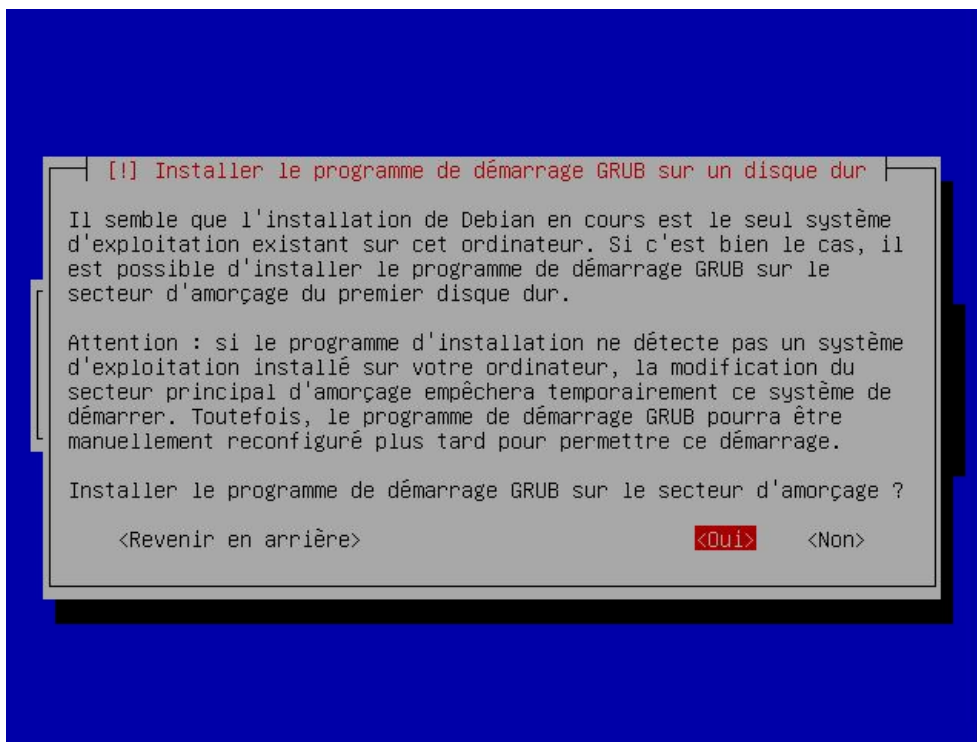 [!] Installer le programme de démarrage GRUB sur un disque dur
Il semble que l'installation de Debian en cours est le seul système
d'exploitation existant sur cet ordinateur. Si c'est bien le cas, il
est possible d'installer le programme de démarrage GRUB sur le
secteur d'amorçage du premier disque dur.
Attention : si le programme d'installation ne détecte pas un système
d'exploitation installé sur votre ordinateur, la modification du
secteur principal d'amorçage empêchera temporairement ce système de
démarrer. Toutefois, le programme de démarrage GRUB pourra être
manuellement reconfiguré plus tard pour permettre ce démarrage.
Installer le programme de démarrage GRUB sur le secteur d'amorçage ?
<Revenir en arrière> <Oui> <Non>